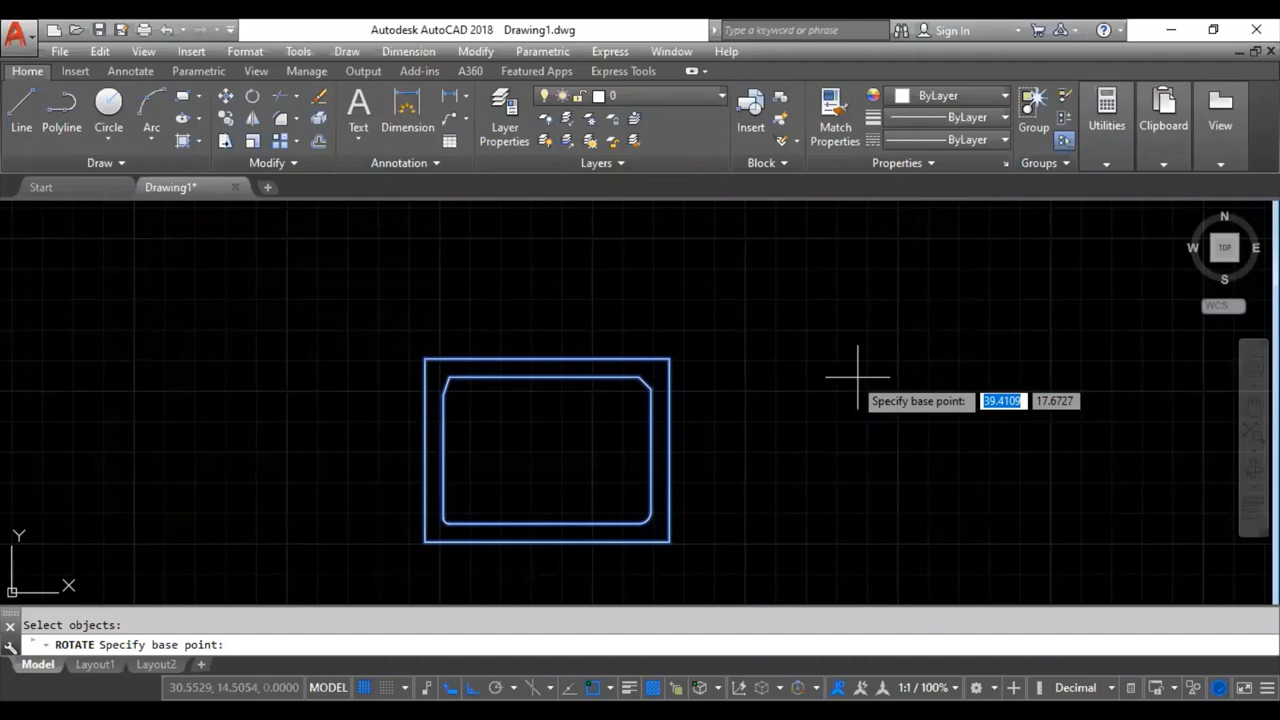 Autodesk AutoCAD 2018 Drawing1.dwg Type a keyword or phrase Sign In
File Edit View Insert Format Tools Draw Dimension Modify Parametric Express Window Help
Home Insert Annotate Parametric View Manage Output Add-ins A360 Featured Apps Express Tools
0 ByLayer
ByLayer
Line Polyline Circle Arc Text Dimension Layer Properties Insert Match Properties ByLayer Group Utilities Clipboard View
Draw Modify Annotation Layers Block Properties Groups
Start Drawing1* +
N
W TOP E
S
WCS
Specify base point: 39.4109 17.6727
Y
X
Select objects:
ROTATE Specify base point:
Model Layout1 Layout2 +
30.5529, 14.5054, 0.0000 MODEL 1:1 / 100% Decimal